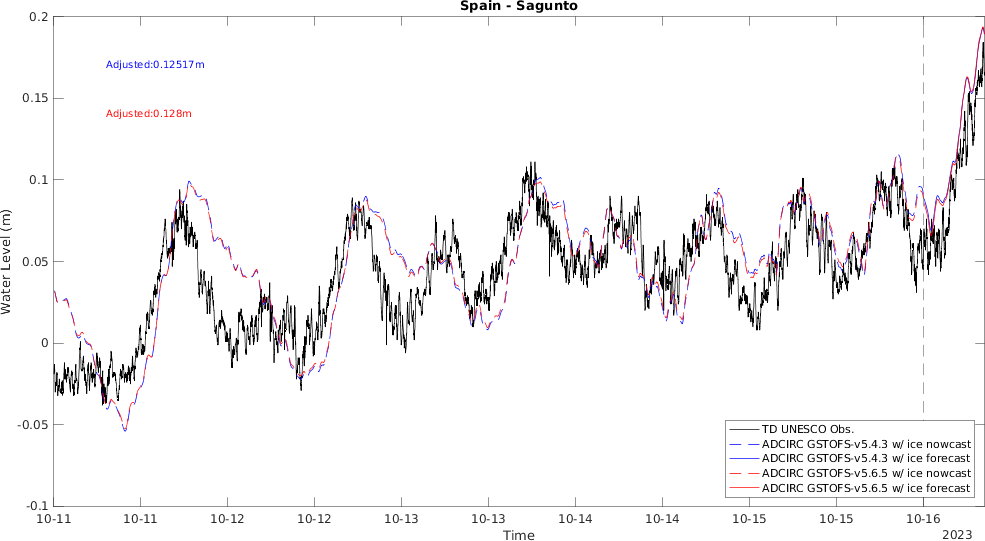 Spain - Sagunto
0.2
0.15
0.1
0.05
0
-0.05
-0.1
Water Level (m)
Adjusted:0.12517m
Adjusted:0.128m
TD UNESCO Obs.
ADCIRC GSTOFS-v5.4.3 w/ ice nowcast
ADCIRC GSTOFS-v5.4.3 w/ ice forecast
ADCIRC GSTOFS-v5.6.5 w/ ice nowcast
ADCIRC GSTOFS-v5.6.5 w/ ice forecast
10-11 10-11 10-12 10-12 10-13 10-13 10-14 10-14 10-15 10-15 10-16
Time
2023